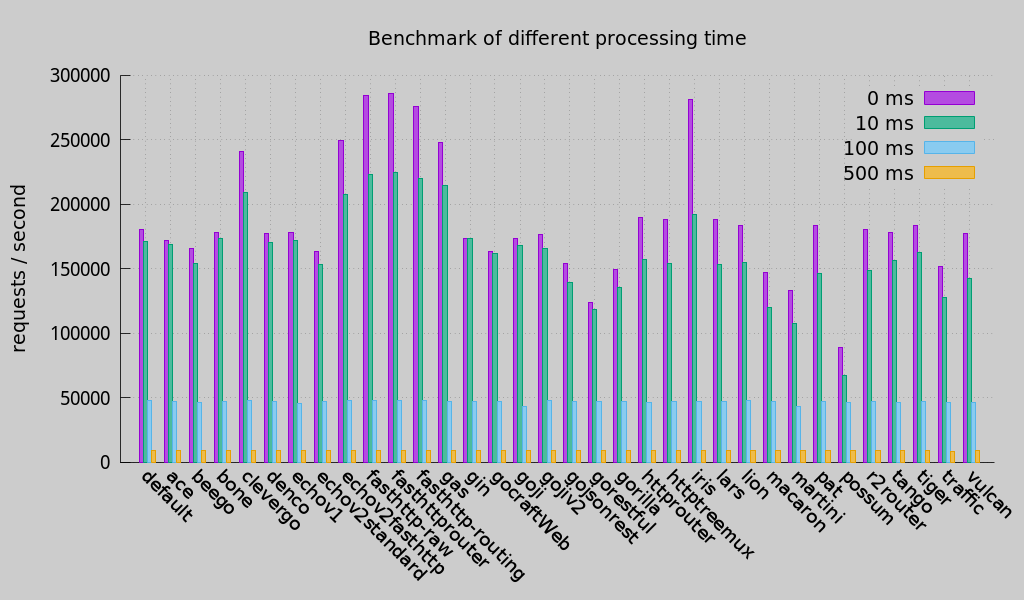 Benchmark of different processing time
requests / second
300000
250000
200000
150000
100000
50000
0
0 ms
10 ms
100 ms
500 ms
default
ace
beego
bone
clevergo
denco
echov1
echov2standard
echov2fasthttp
fasthttp-raw
fasthttprouter
fasthttp-routing
gas
gin
gocraftWeb
goji
gojiv2
gojsonrest
gorestful
gorilla
httprouter
httptreemux
iris
lars
lion
macaron
martini
pat
possum
r2router
tango
tiger
traffic
vulcan